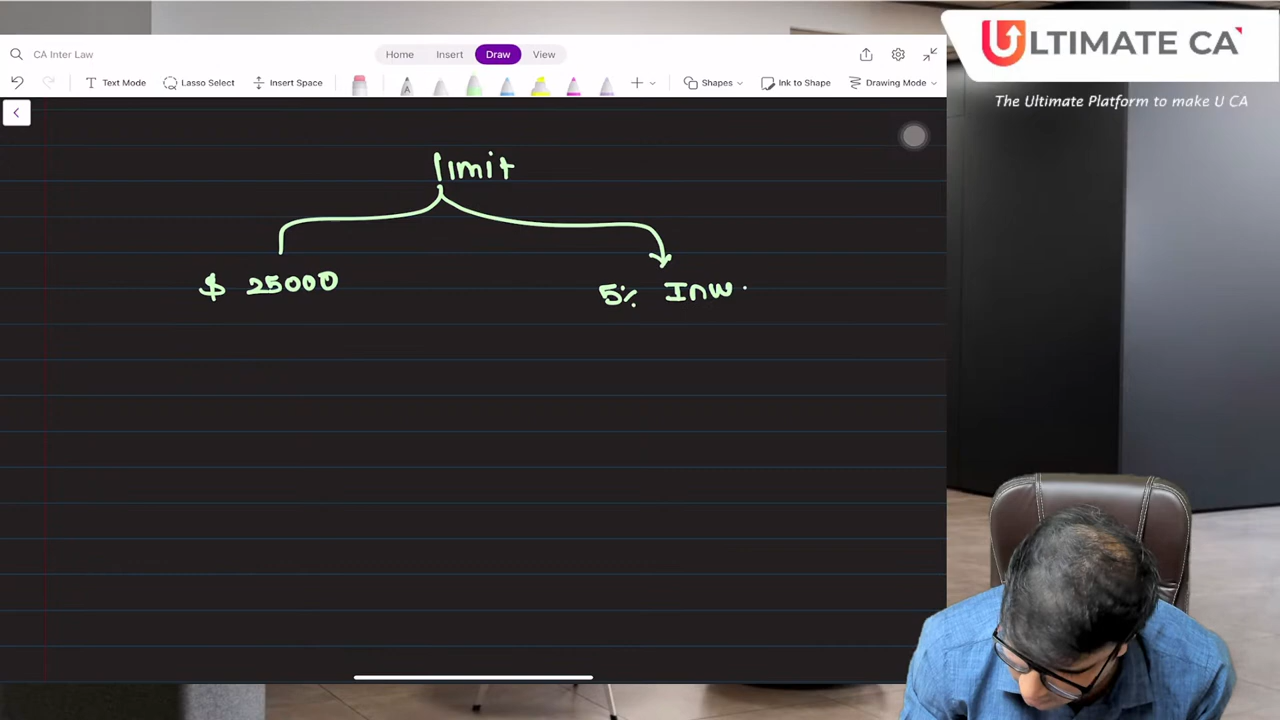 ULTIMATE CA
The Ultimate Platform to make U CA
CA Inter Law
Home Insert Draw View
Text Mode Lasso Select Insert Space Shapes Ink to Shape Drawing Mode
limit
$ 25000
5% Inw.